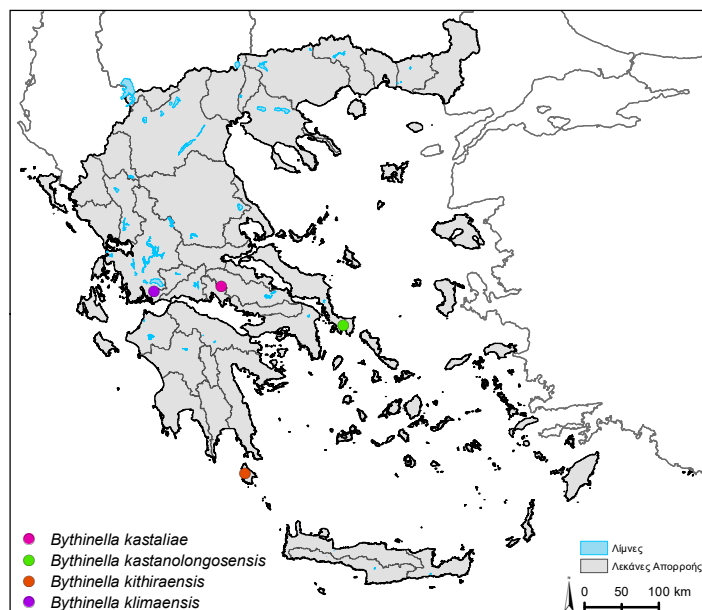 Bythinella kastaliae
Bythinella kastanolongosensis
Bythinella kithiraensis
Bythinella klimaensis
Λίμνες
Λεκάνες Απορροής
0 50 100 km